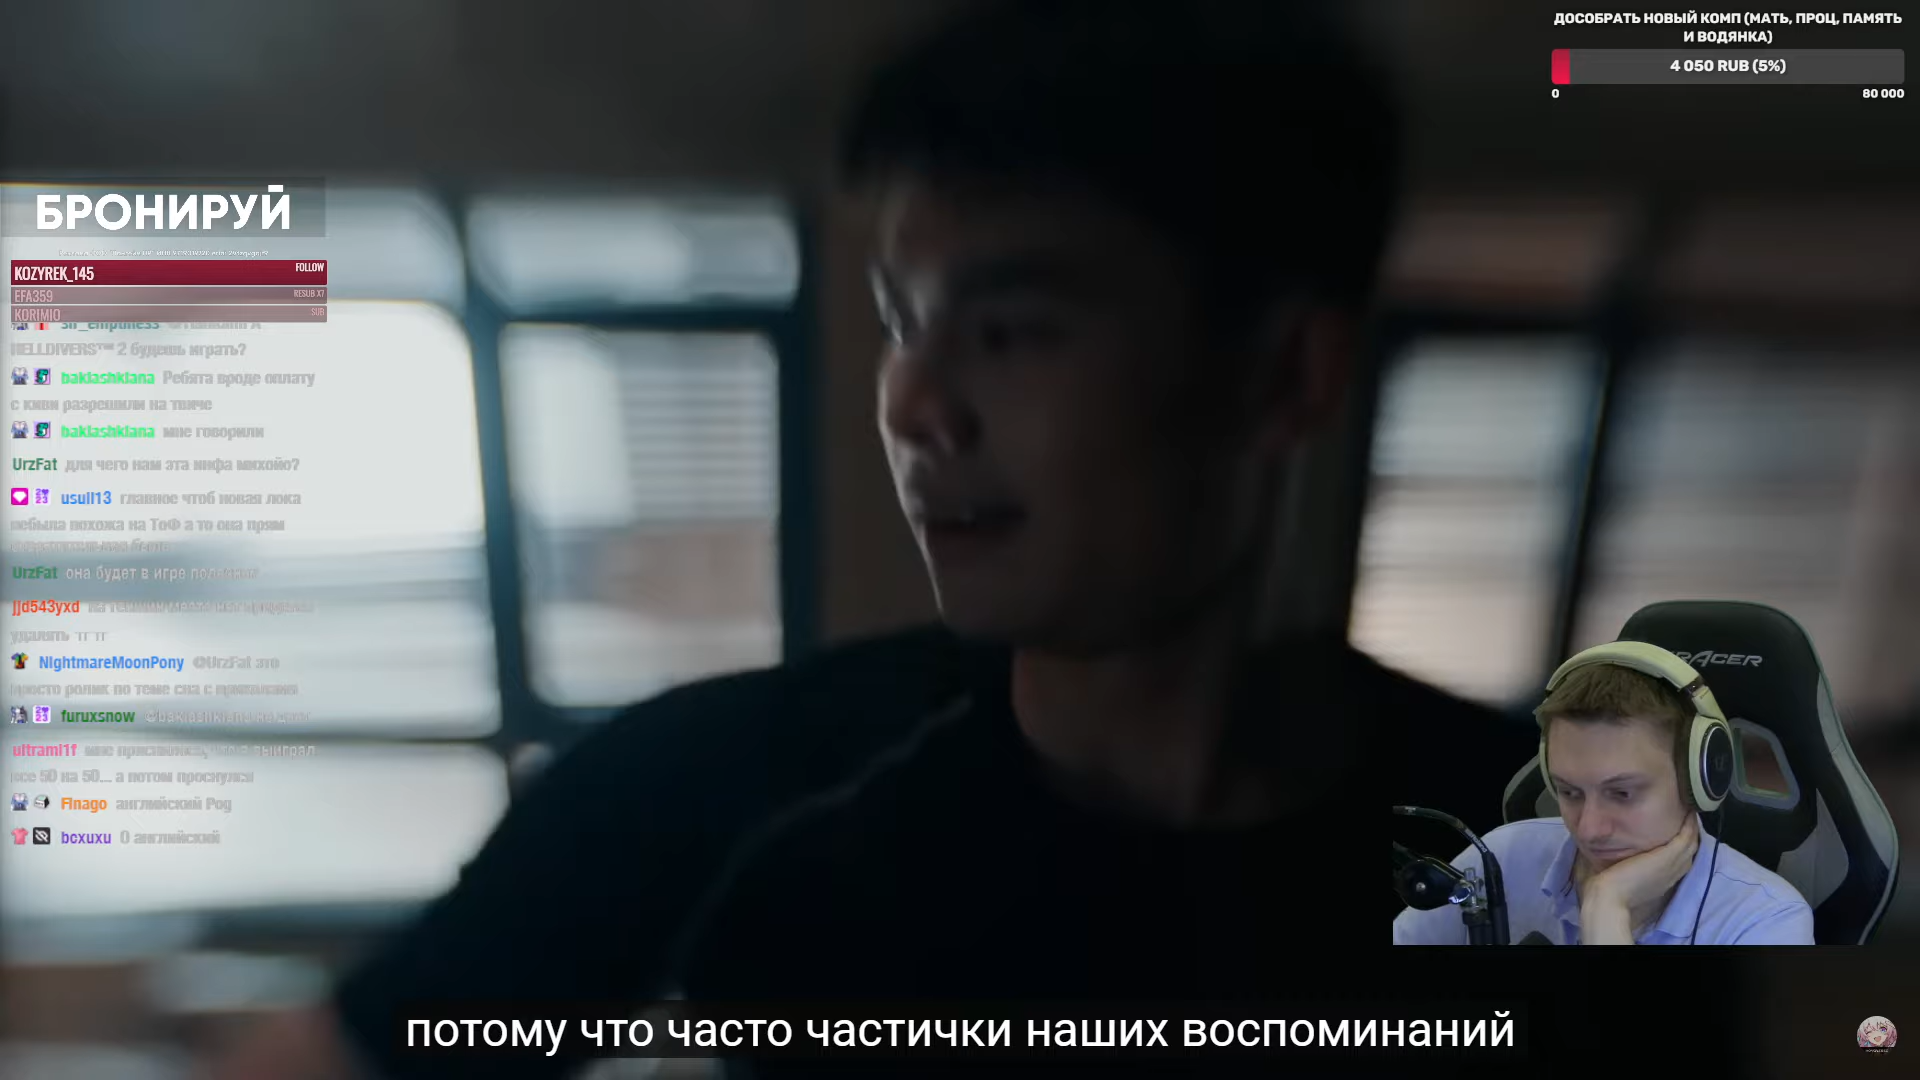 ДОСОБРАТЬ НОВЫЙ КОМП (МАТЬ, ПРОЦ, ПАМЯТЬ
И ВОДЯНКА)
4 050 RUB (5%)
0 80 000
БРОНИРУЙ
KOZYREK_145 FOLLOW
EFA359 RESUB X7
KORIMIO SUB
sir_emptiness
HELLDIVERS™ 2 будешь играть?
baklashklana Ребята вроде оплату
с киви разрешили на твиче
baklashklana мне говорили
UrzFat для чего нам эта инфа михойо?
usull13 главное чтоб новая лока
небыла похожа на ТоФ а то она прям
UrzFat она будет в игре
jjd543yxd
удалять
NightmareMoonPony @UrzFat это
просто ролик по теме сна с приколами
furuxsnow
ultraml1f мне приснилось, что я выиграл
все 50 на 50... а потом проснулся
Finago английский Pog
bcxuxu 0 английский
RACER
потому что часто частички наших воспоминаний